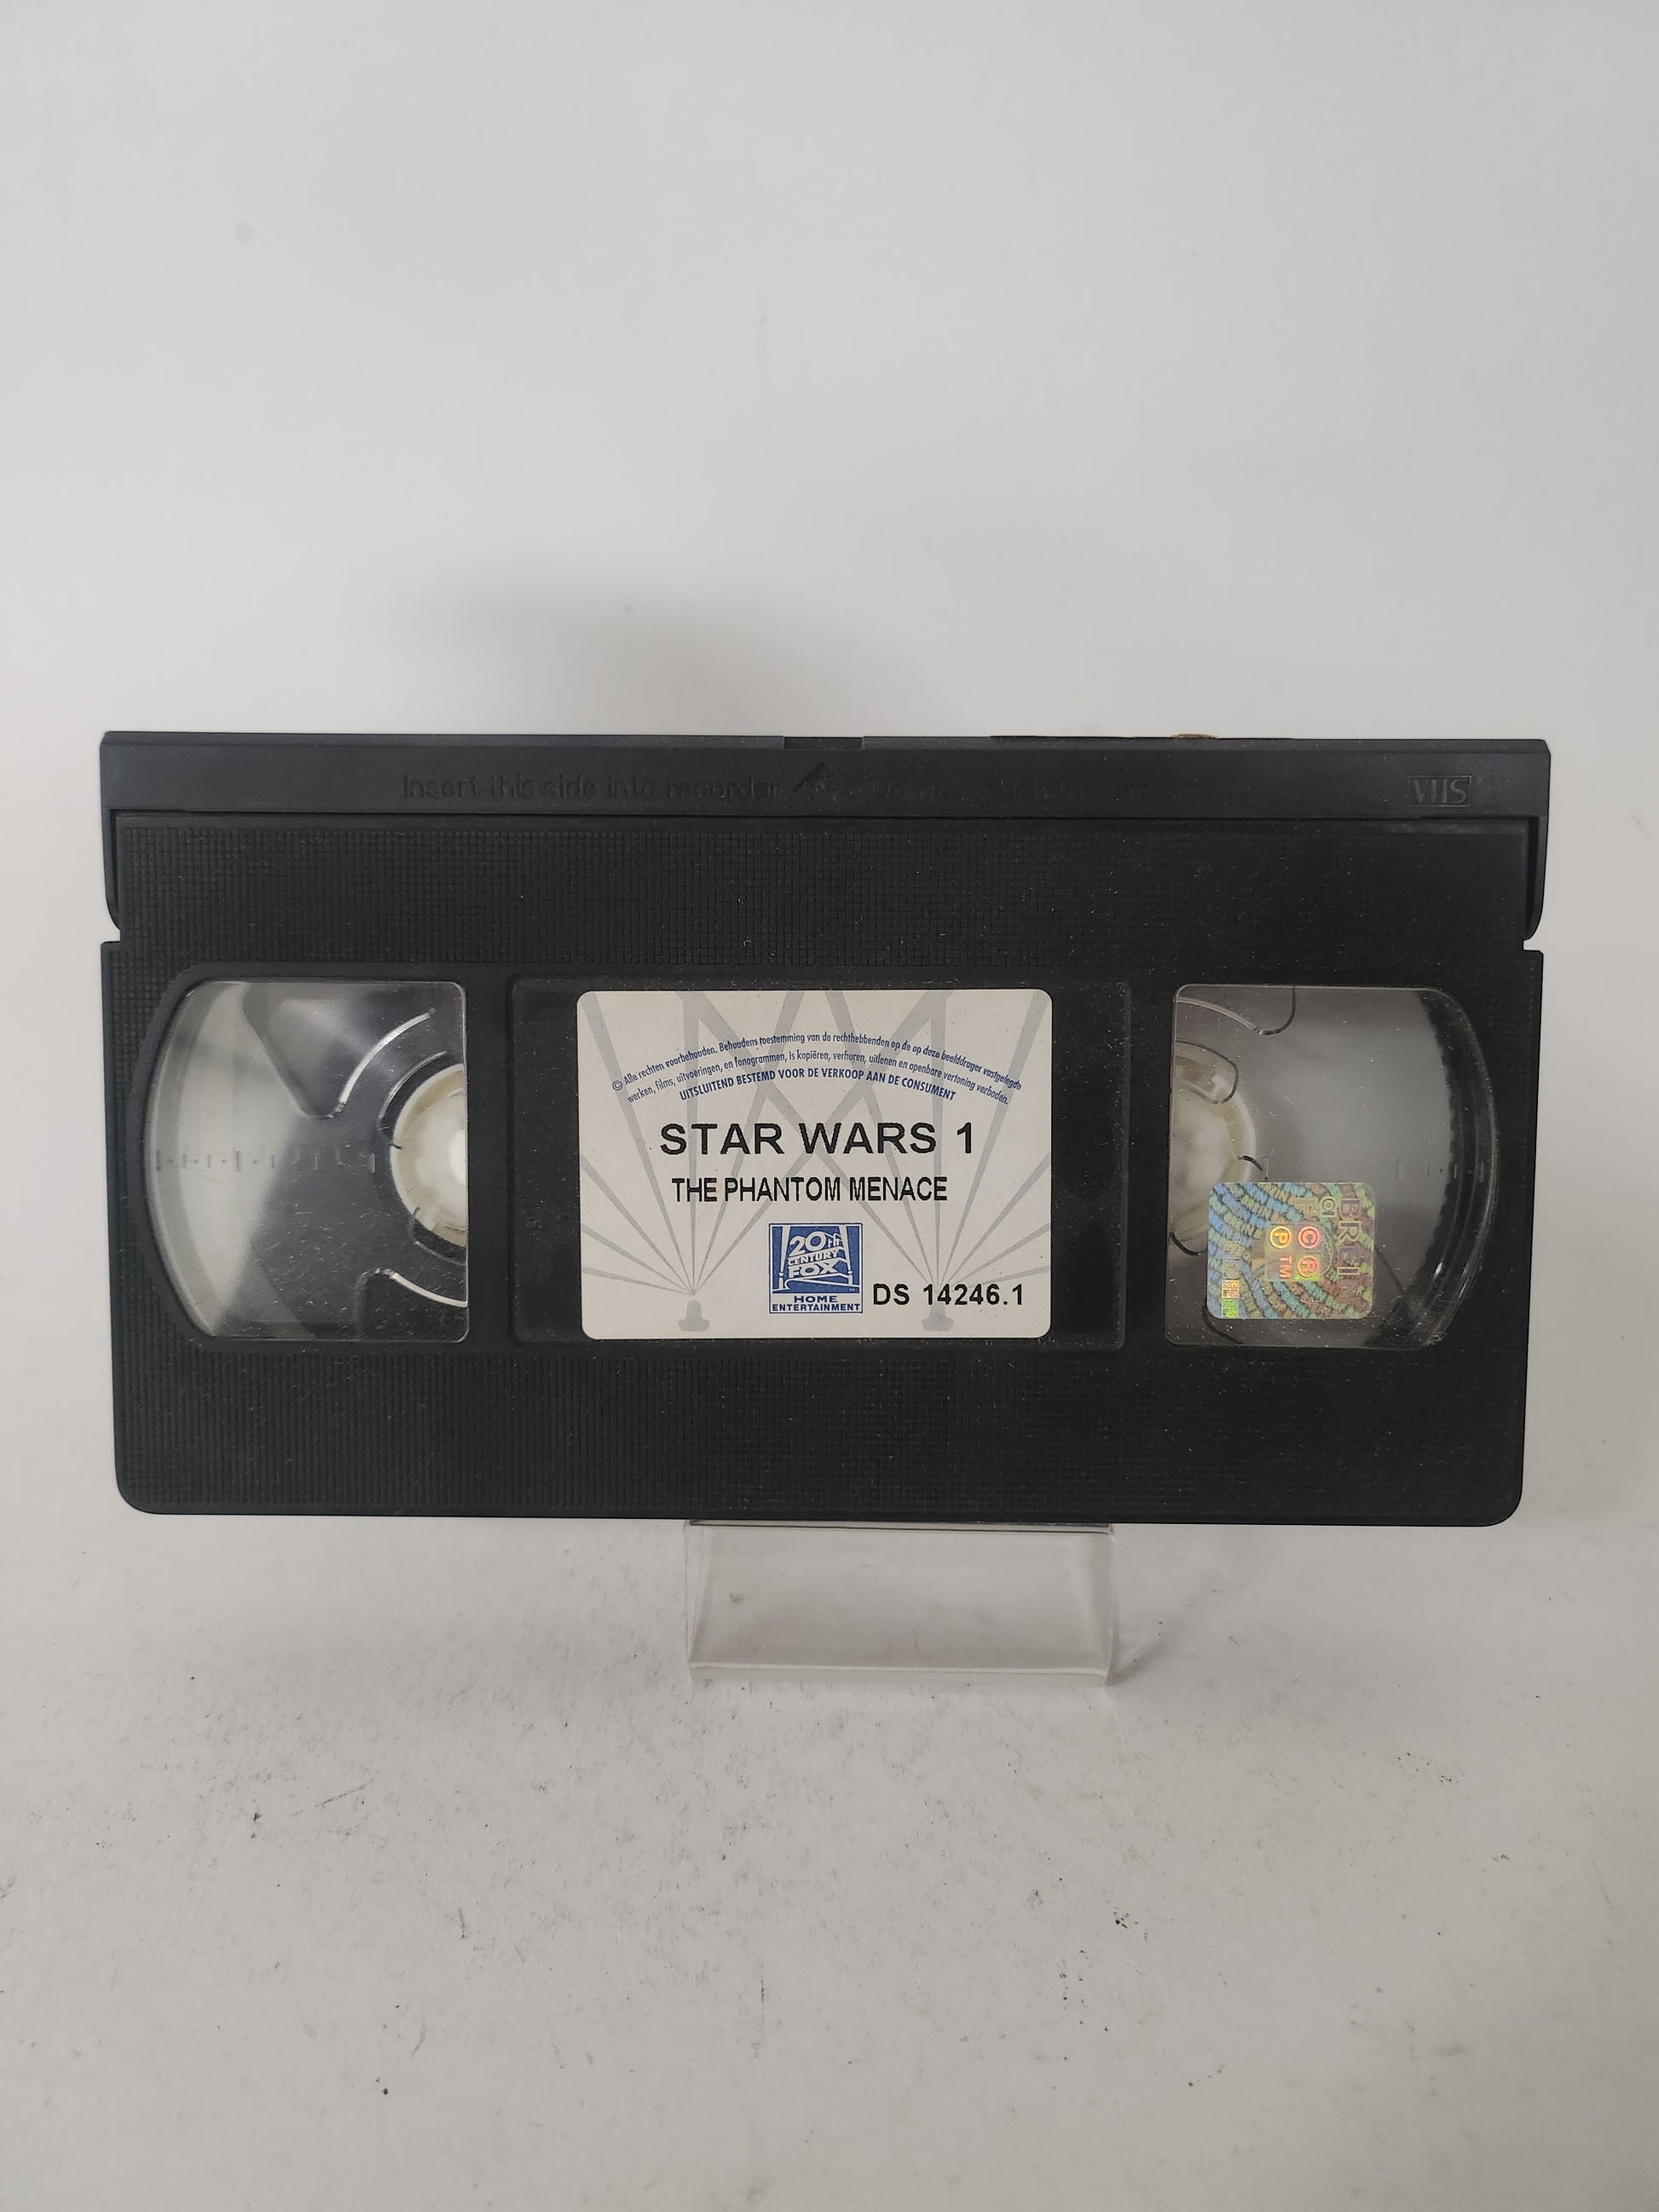 Insert this side into recorder
VHS
© Alle rechten voorbehouden. Behoudens toestemming van de rechthebbenden op de op deze beelddrager vastgelegde
werken, films, uitvoeringen, en fonogrammen, is kopiëren, verhuren, uitlenen en openbare vertoning verboden.
UITSLUITEND BESTEMD VOOR DE VERKOOP AAN DE CONSUMENT
STAR WARS 1
THE PHANTOM MENACE
20th
CENTURY
FOX
HOME
ENTERTAINMENT
DS 14246.1